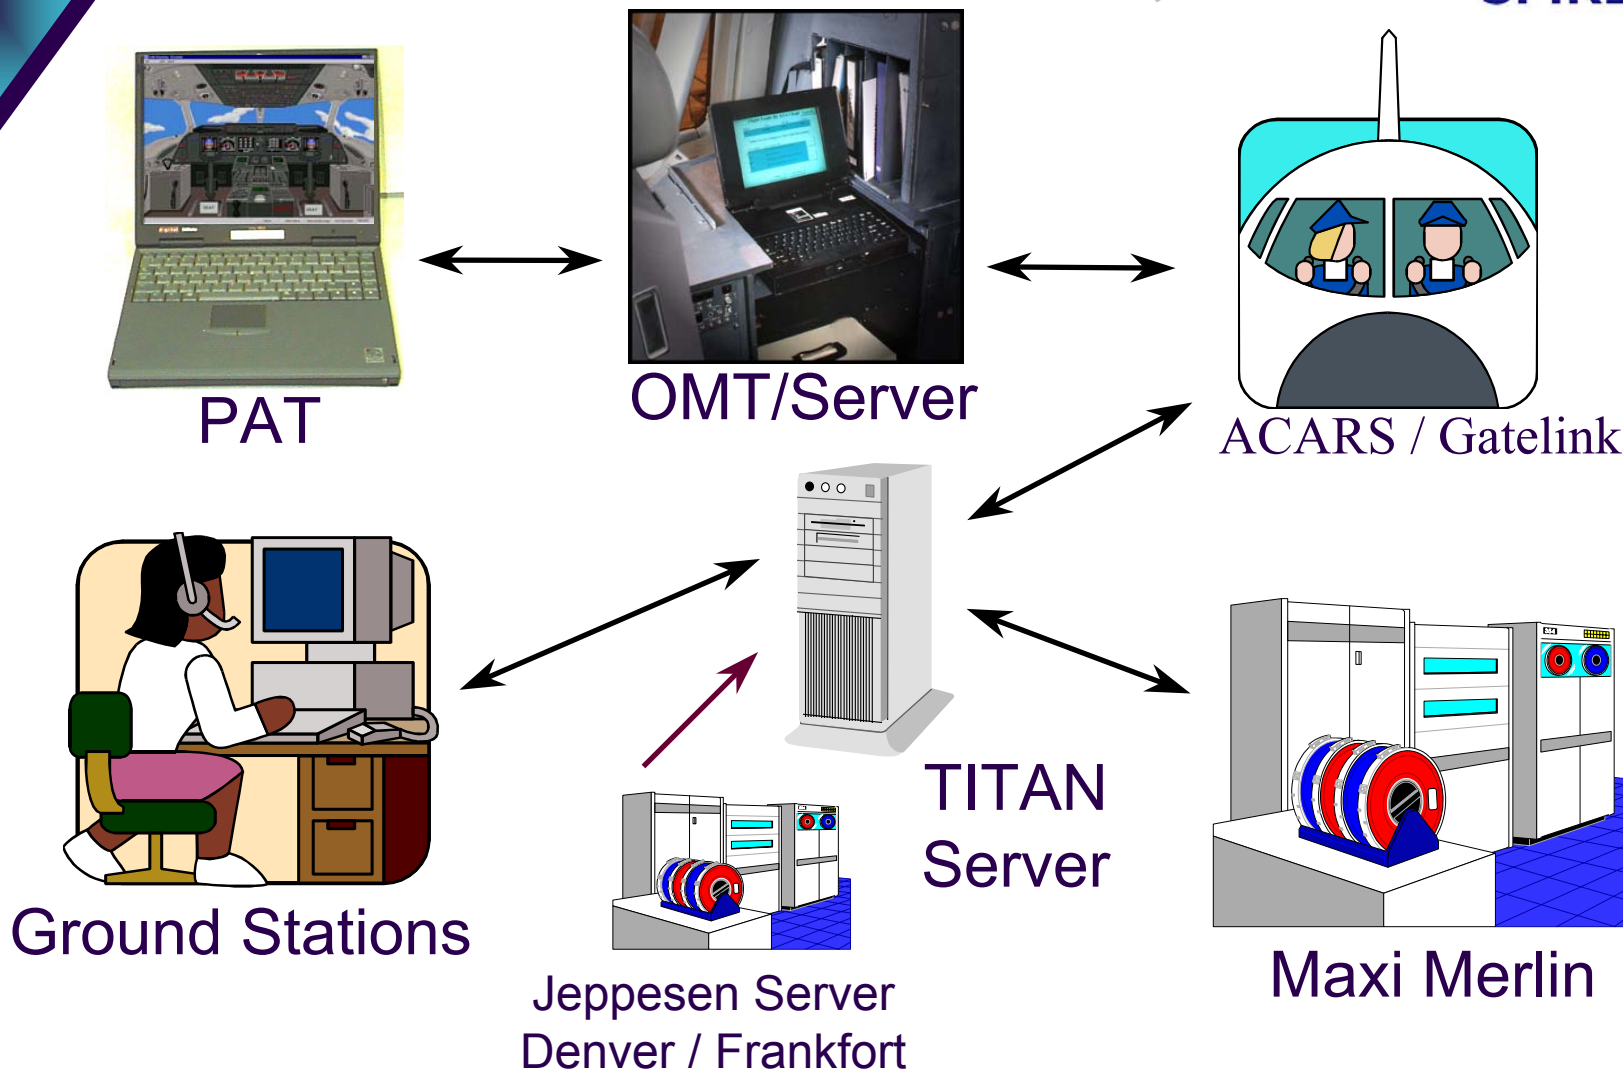 PAT
OMT/Server
ACARS / Gatelink
Ground Stations
TITAN
Server
Jeppesen Server
Denver / Frankfort
Maxi Merlin